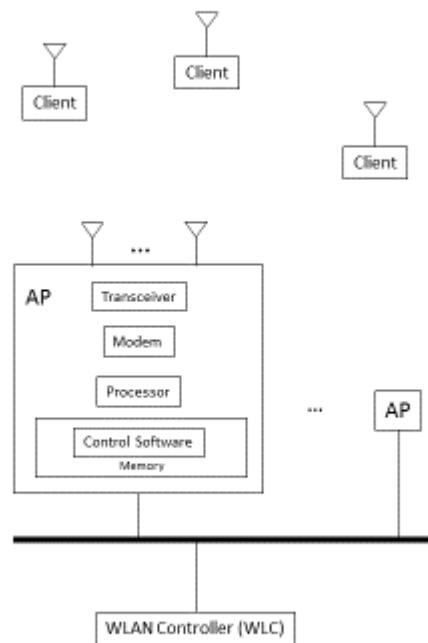 Client
Client
Client
...
AP
Transceiver
Modem
Processor
Control Software
Memory
...
AP
WLAN Controller (WLC)